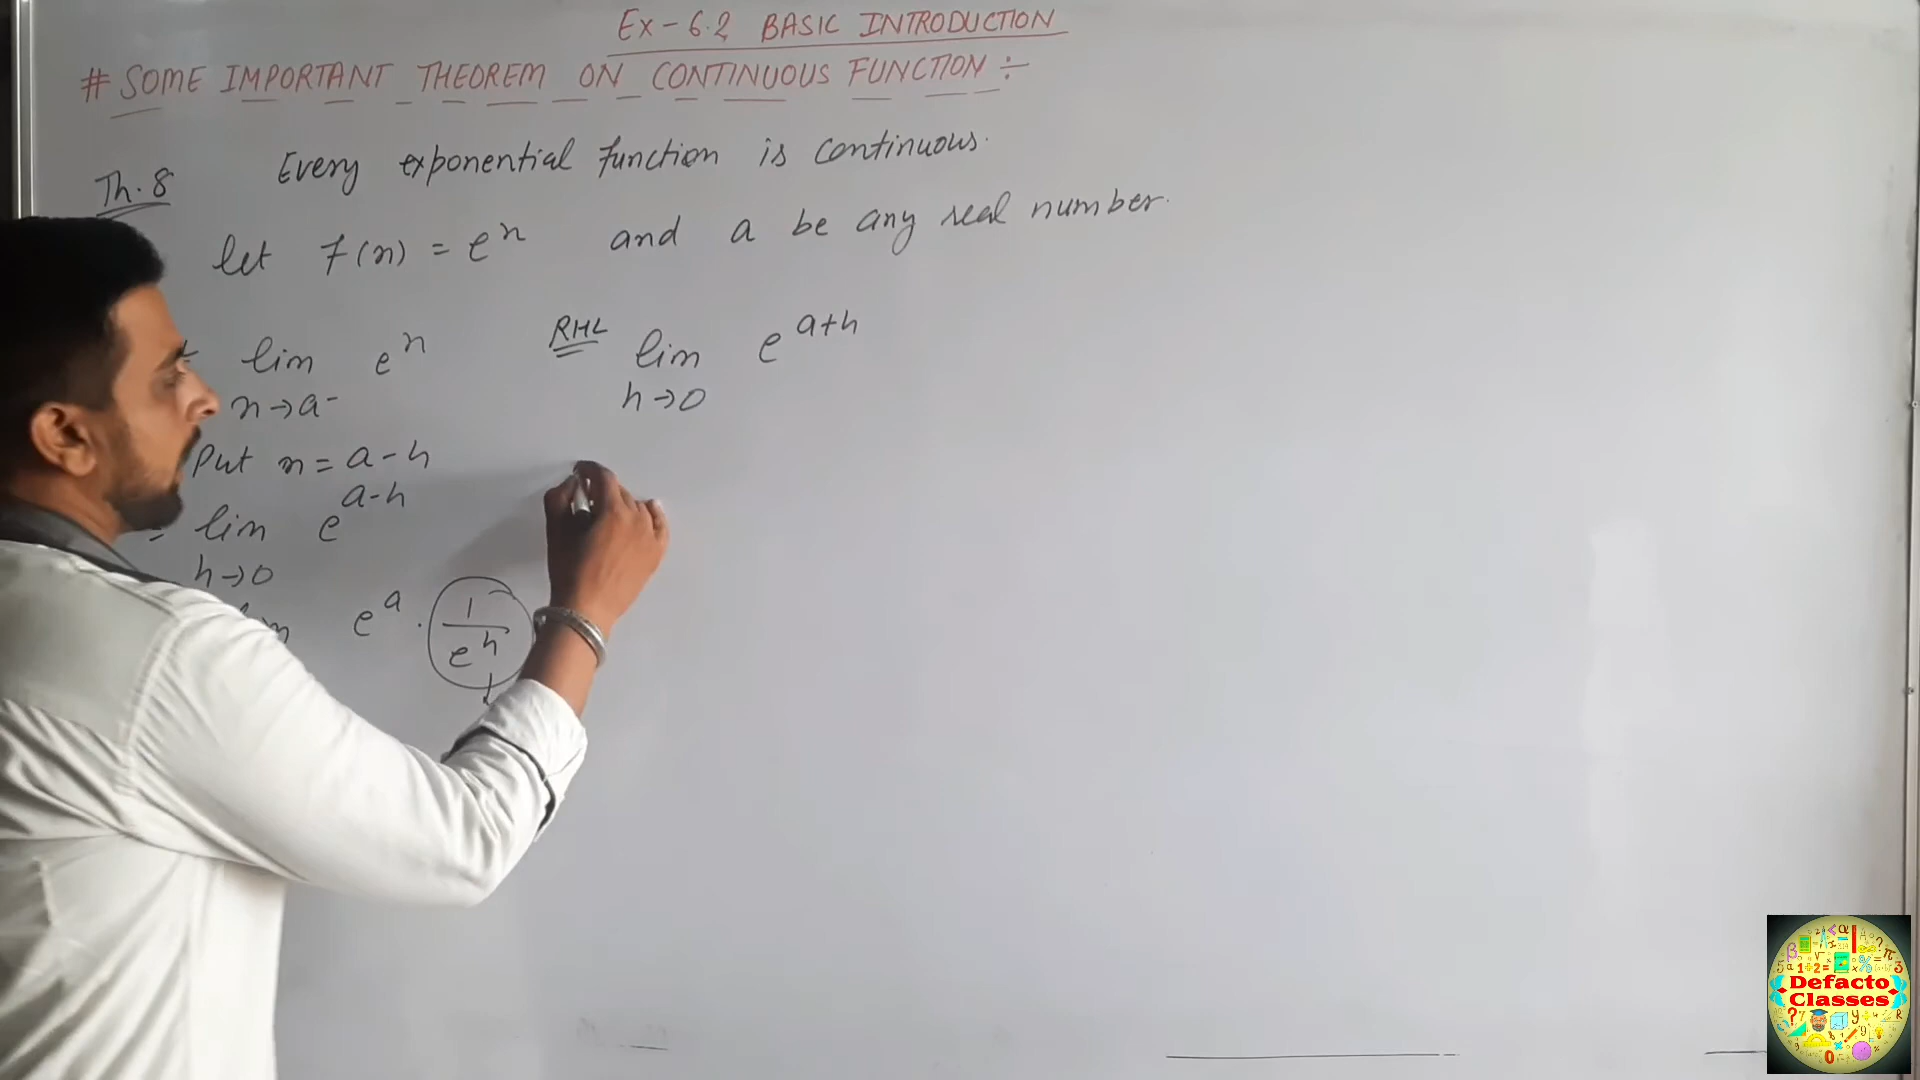 Ex - 6.2 BASIC INTRODUCTION
# SOME IMPORTANT THEOREM ON CONTINUOUS FUNCTION ÷
Th. 8 Every exponential function is continuous.
let f(x) = e^x and a be any real number.
lim e^x
x→a-
Put x = a-h
= lim e^a-h
h→0
e^a . 1/e^h
RHL lim e^a+h
h→0
Defacto
Classes